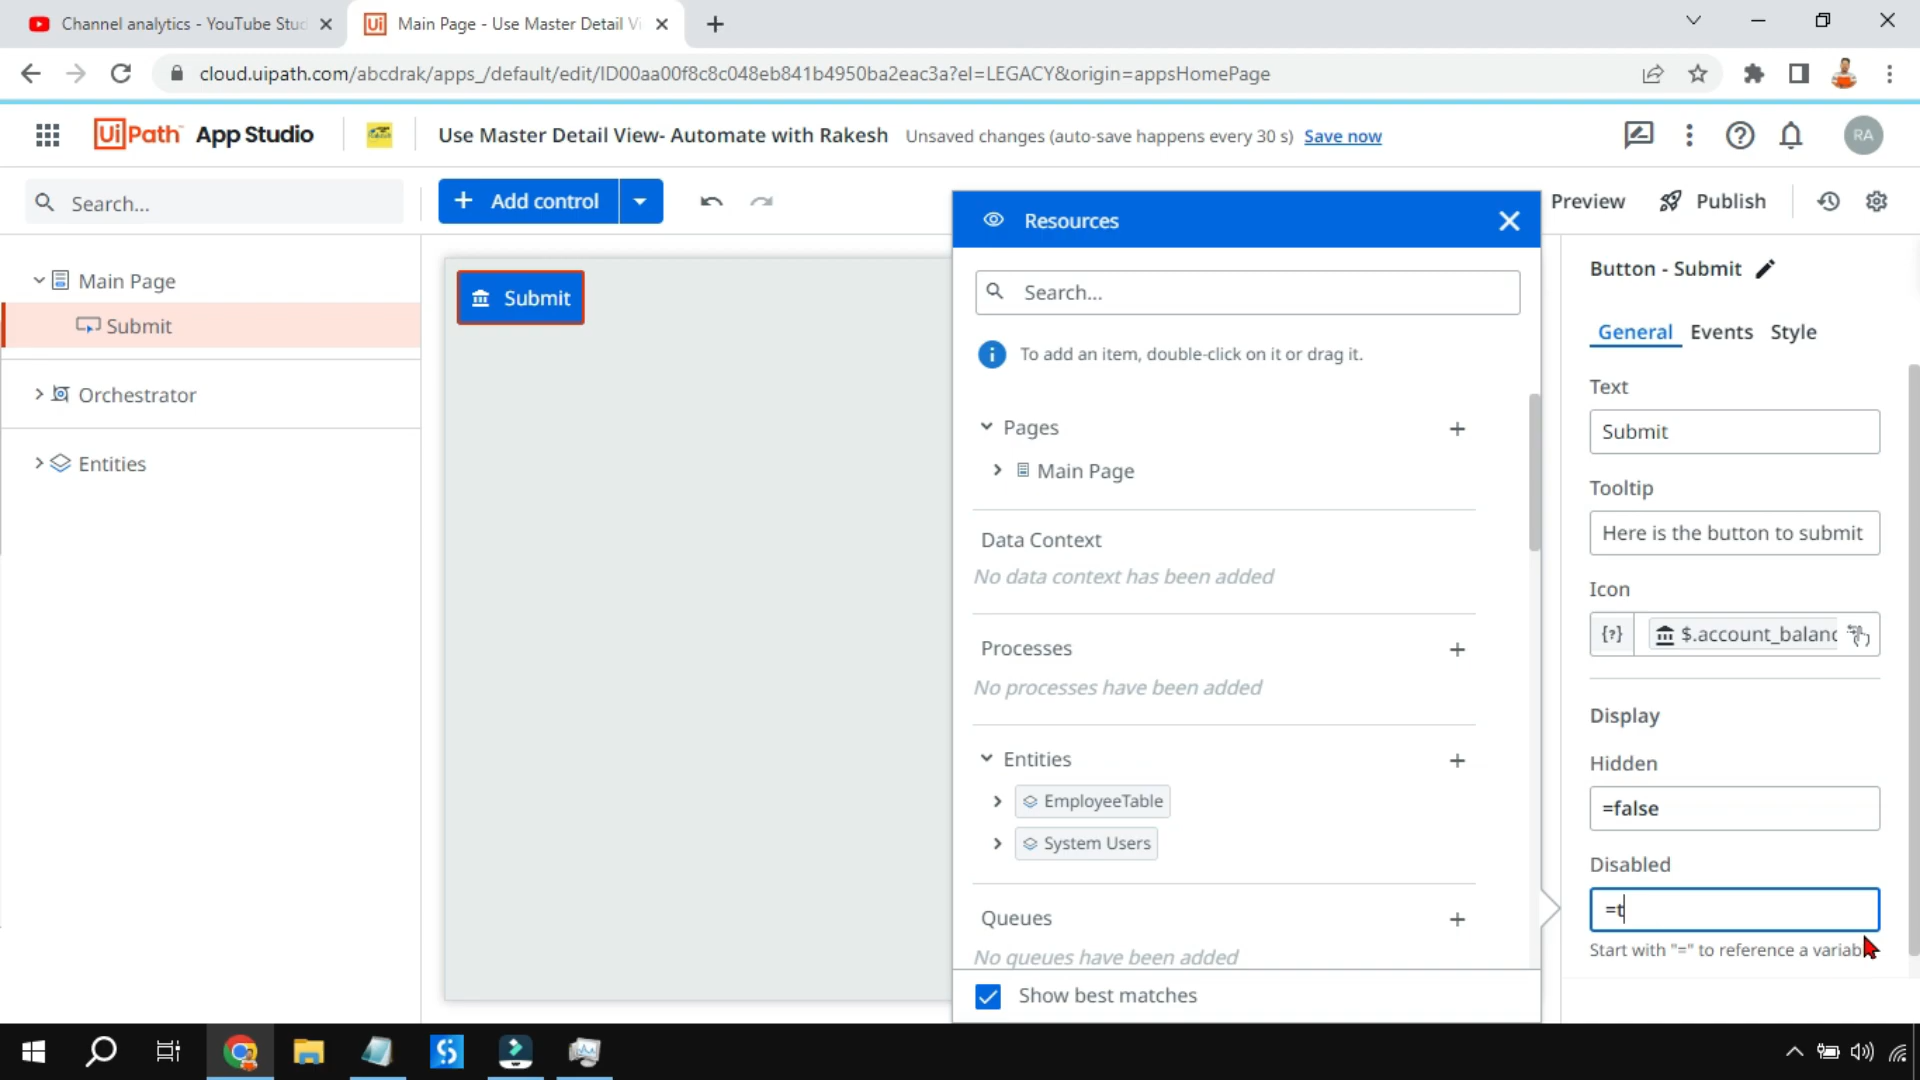 Channel analytics - YouTube Stu
Main Page - Use Master Detail Vi
cloud.uipath.com/abcdrak/apps_/default/edit/ID00aa00f8c8c048eb841b4950ba2eac3a?el=LEGACY&origin=appsHomePage
UiPath™ App Studio
Use Master Detail View- Automate with Rakesh
Unsaved changes (auto-save happens every 30 s) Save now
RA
Search...
Add control
Preview
Publish
Main Page
Submit
Orchestrator
Entities
Submit
Resources
Search...
To add an item, double-click on it or drag it.
Pages
Main Page
Data Context
No data context has been added
Processes
No processes have been added
Entities
EmployeeTable
System Users
Queues
No queues have been added
Show best matches
Button - Submit
General Events Style
Text
Submit
Tooltip
Here is the button to submit
Icon
{?} $.account_balanc
Display
Hidden
=false
Disabled
=t
Start with "=" to reference a variab